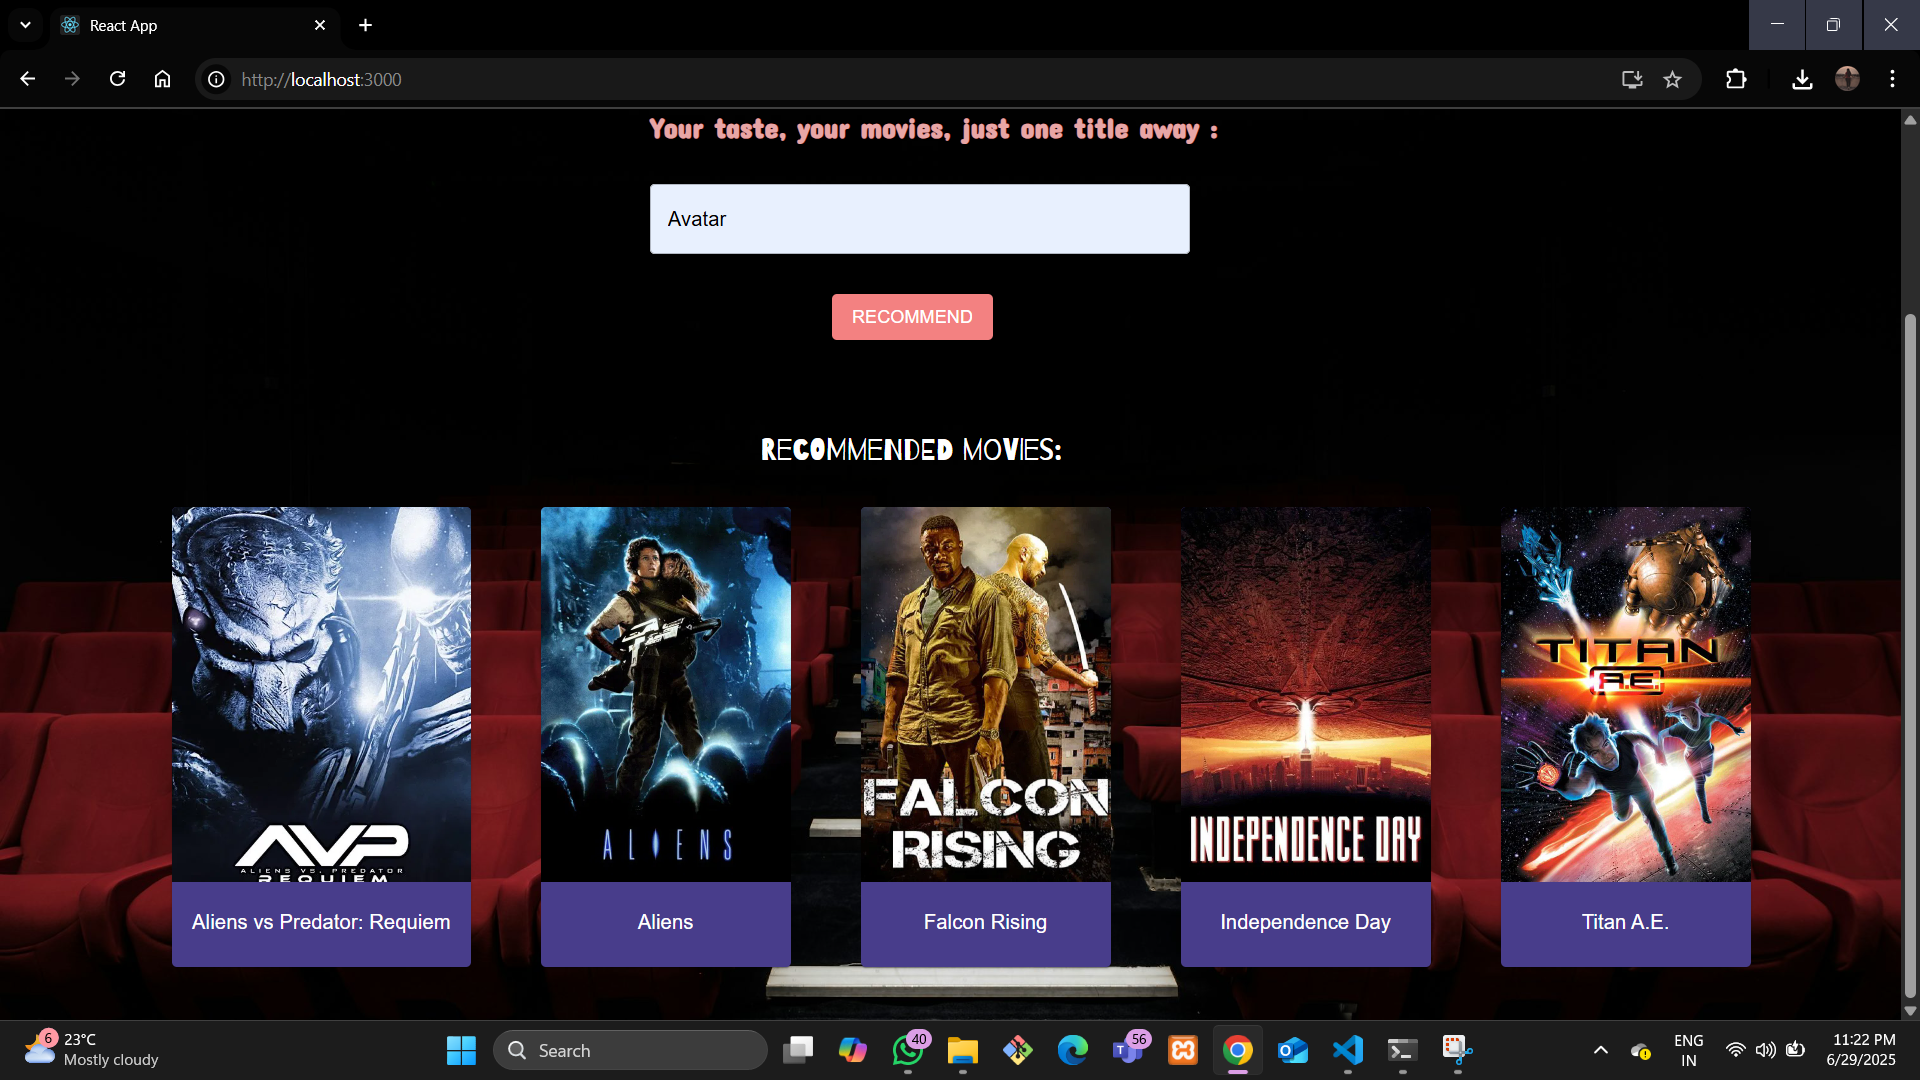 React App
http://localhost:3000
Your taste, your movies, just one title away :
Avatar
RECOMMEND
RECOMMENDED MOVIES:
AVP
ALIENS VS. PREDATOR
REQUIEM
ALIENS
FALCON
RISING
INDEPENDENCE DAY
TITAN
A.E.
Aliens vs Predator: Requiem
Aliens
Falcon Rising
Independence Day
Titan A.E.
6
23°C
Mostly cloudy
Search
40
56
ENG
IN
11:22 PM
6/29/2025